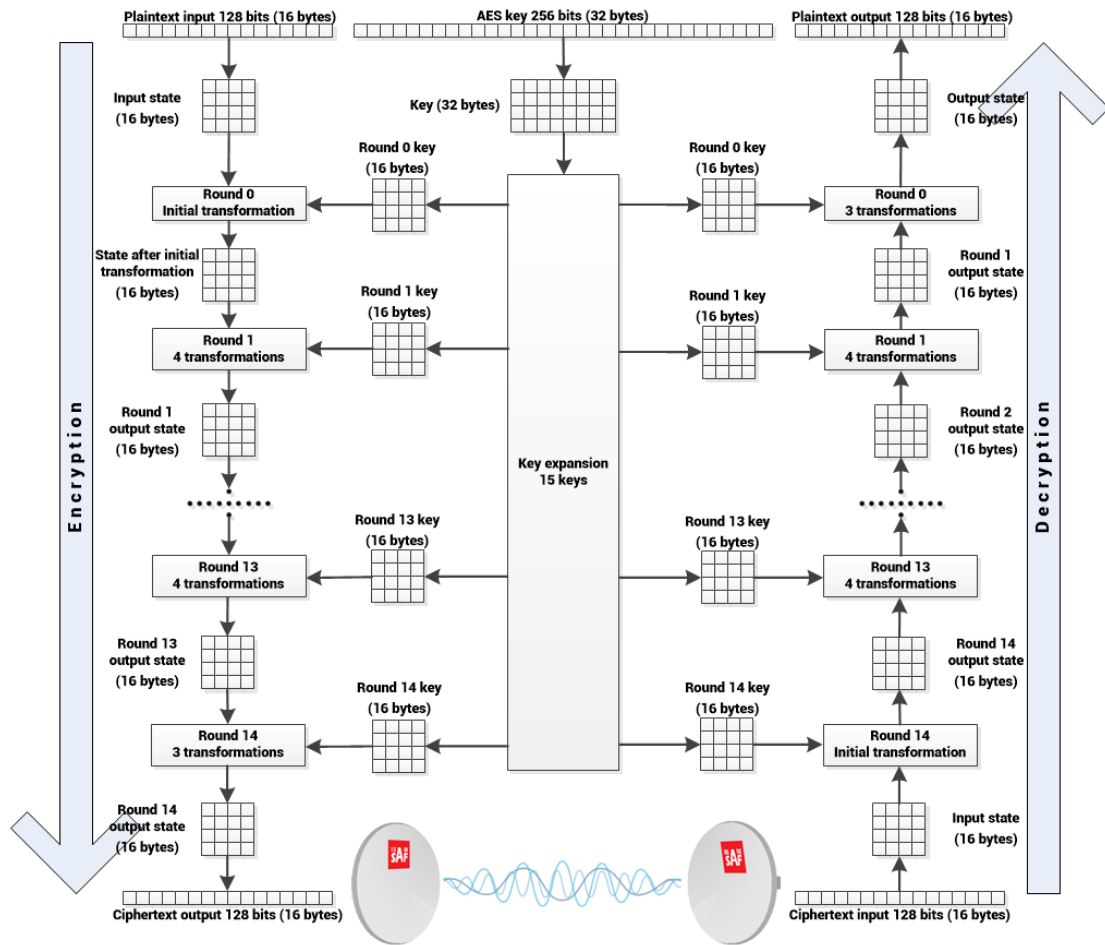 Plaintext input 128 bits (16 bytes)
AES key 256 bits (32 bytes)
Plaintext output 128 bits (16 bytes)
Input state
(16 bytes)
Key (32 bytes)
Output state
(16 bytes)
Round 0 key
(16 bytes)
Round 0 key
(16 bytes)
Round 0
Initial transformation
Round 0
3 transformations
State after initial
transformation
(16 bytes)
Round 1
output state
(16 bytes)
Round 1 key
(16 bytes)
Round 1 key
(16 bytes)
Round 1
4 transformations
Round 1
4 transformations
Round 1
output state
(16 bytes)
Round 2
output state
(16 bytes)
Encryption
Key expansion
15 keys
Decryption
Round 13 key
(16 bytes)
Round 13 key
(16 bytes)
Round 13
4 transformations
Round 13
4 transformations
Round 13
output state
(16 bytes)
Round 14
output state
(16 bytes)
Round 14 key
(16 bytes)
Round 14 key
(16 bytes)
Round 14
3 transformations
Round 14
Initial transformation
Round 14
output state
(16 bytes)
Input state
(16 bytes)
SAF
SAF
Ciphertext output 128 bits (16 bytes)
Ciphertext input 128 bits (16 bytes)